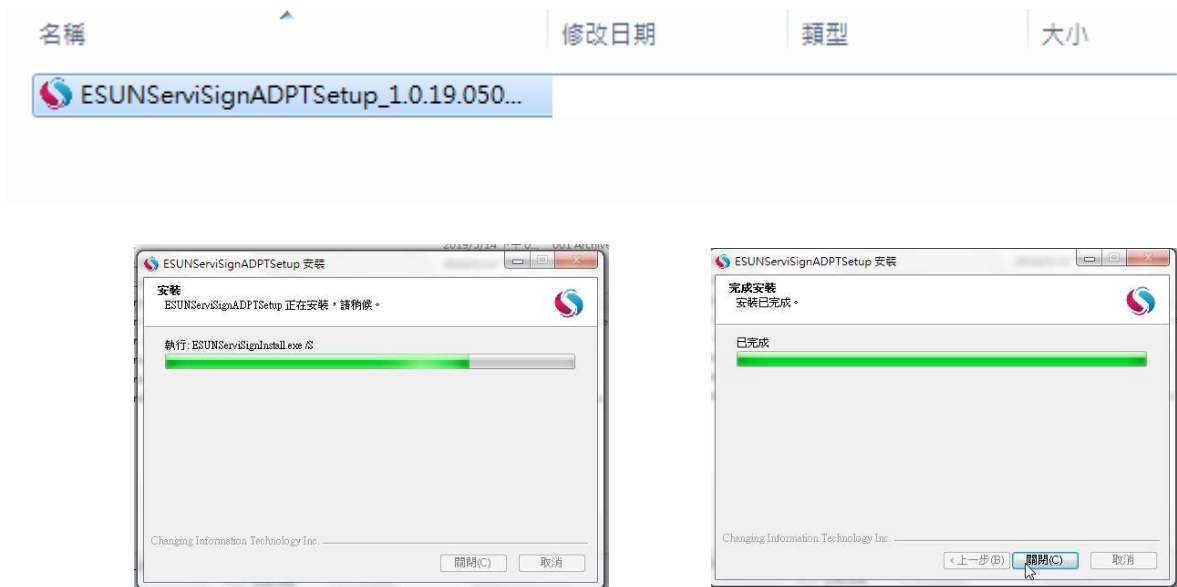 名稱 修改日期 類型 大小
ESUNServiSignADPTSetup_1.0.19.050...
ESUNServiSignADPTSetup 安裝
安裝
ESUNServiSignADPTSetup 正在安裝，請稍候。
執行: ESUNServiSignInstall.exe /S
Changing Information Technology Inc.
關閉(C) 取消
ESUNServiSignADPTSetup 安裝
完成安裝
安裝已完成。
已完成
Changing Information Technology Inc.
<上一步(B) 關閉(C) 取消